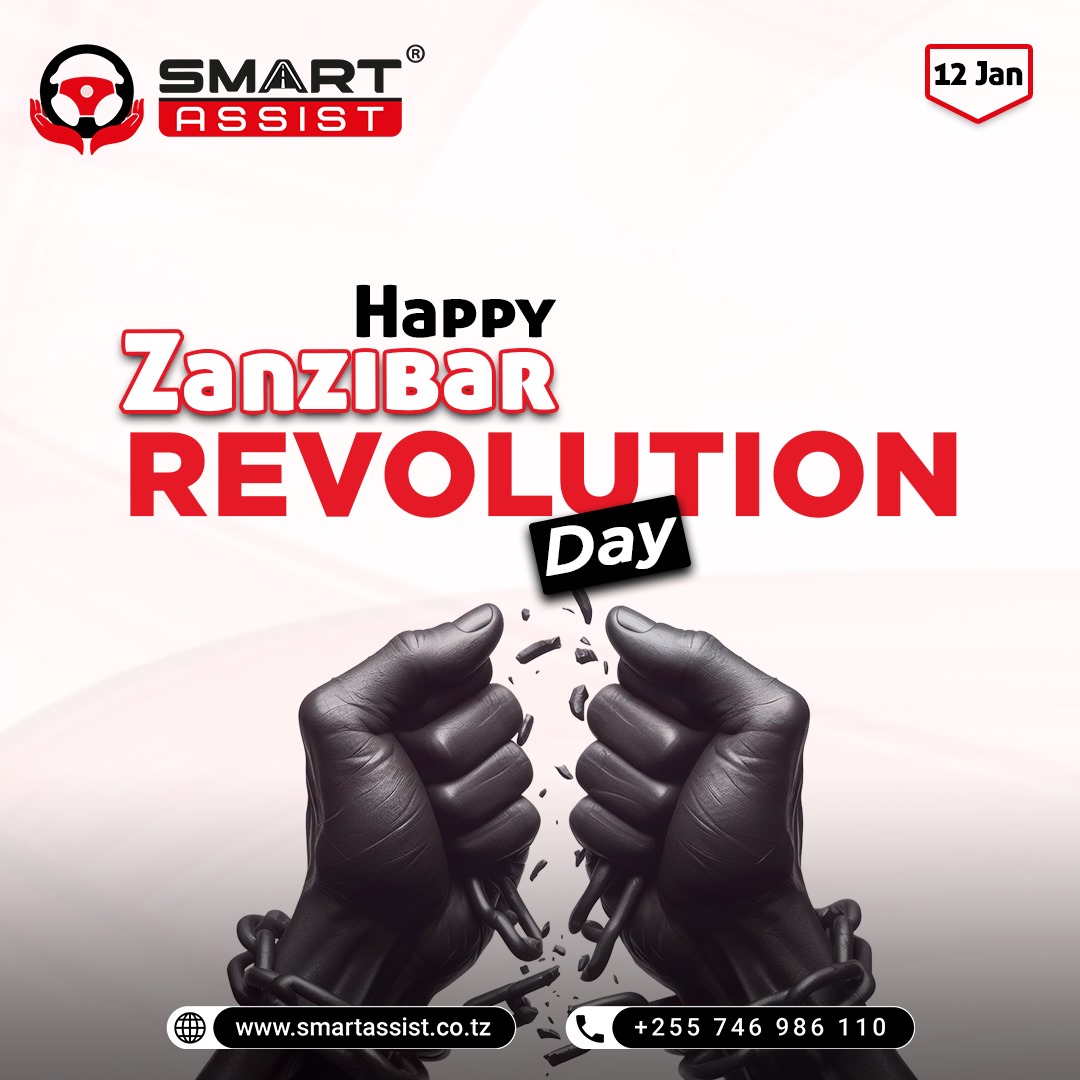 SMART ®
ASSIST
12 Jan
Happy
Zanzibar
REVOLUTION
Day
www.smartassist.co.tz
+255 746 986 110